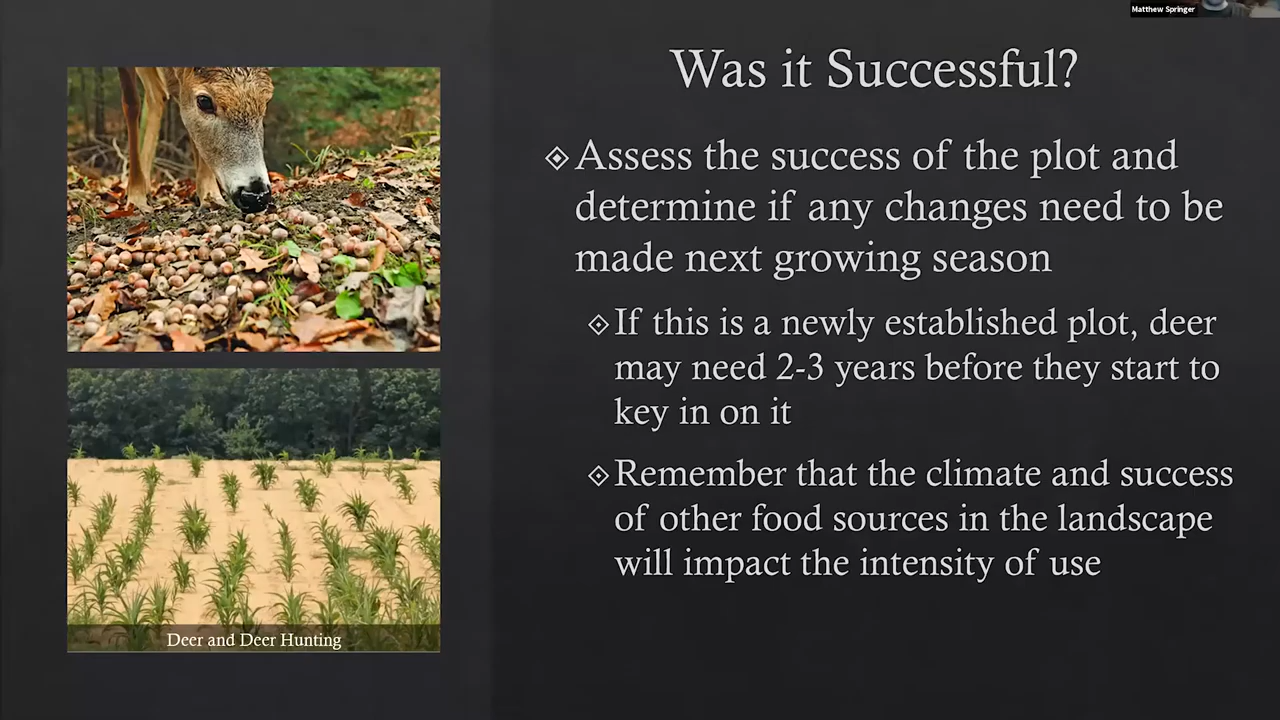 Matthew Springer
Was it Successful?
Assess the success of the plot and
determine if any changes need to be
made next growing season
If this is a newly established plot, deer
may need 2-3 years before they start to
key in on it
Remember that the climate and success
of other food sources in the landscape
will impact the intensity of use
Deer and Deer Hunting